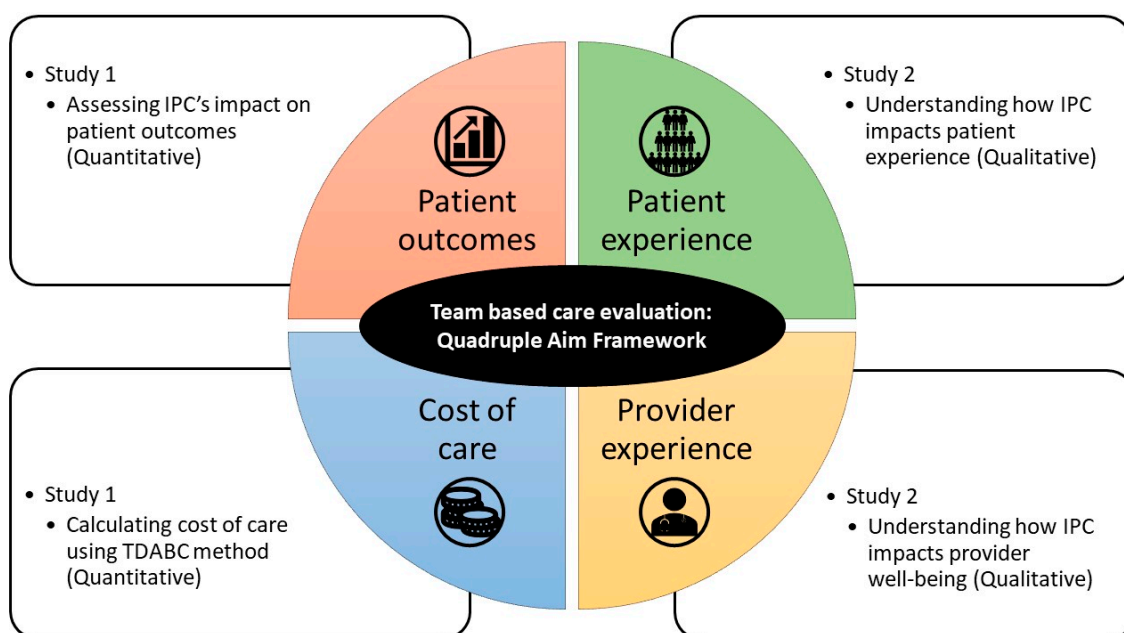 • Study 1
• Assessing IPC's impact on
patient outcomes
(Quantitative)
Patient
outcomes
Patient
experience
• Study 2
• Understanding how IPC
impacts patient
experience (Qualitative)
Team based care evaluation:
Quadruple Aim Framework
• Study 1
• Calculating cost of care
using TDABC method
(Quantitative)
Cost of
care
Provider
experience
• Study 2
• Understanding how IPC
impacts provider
well-being (Qualitative)